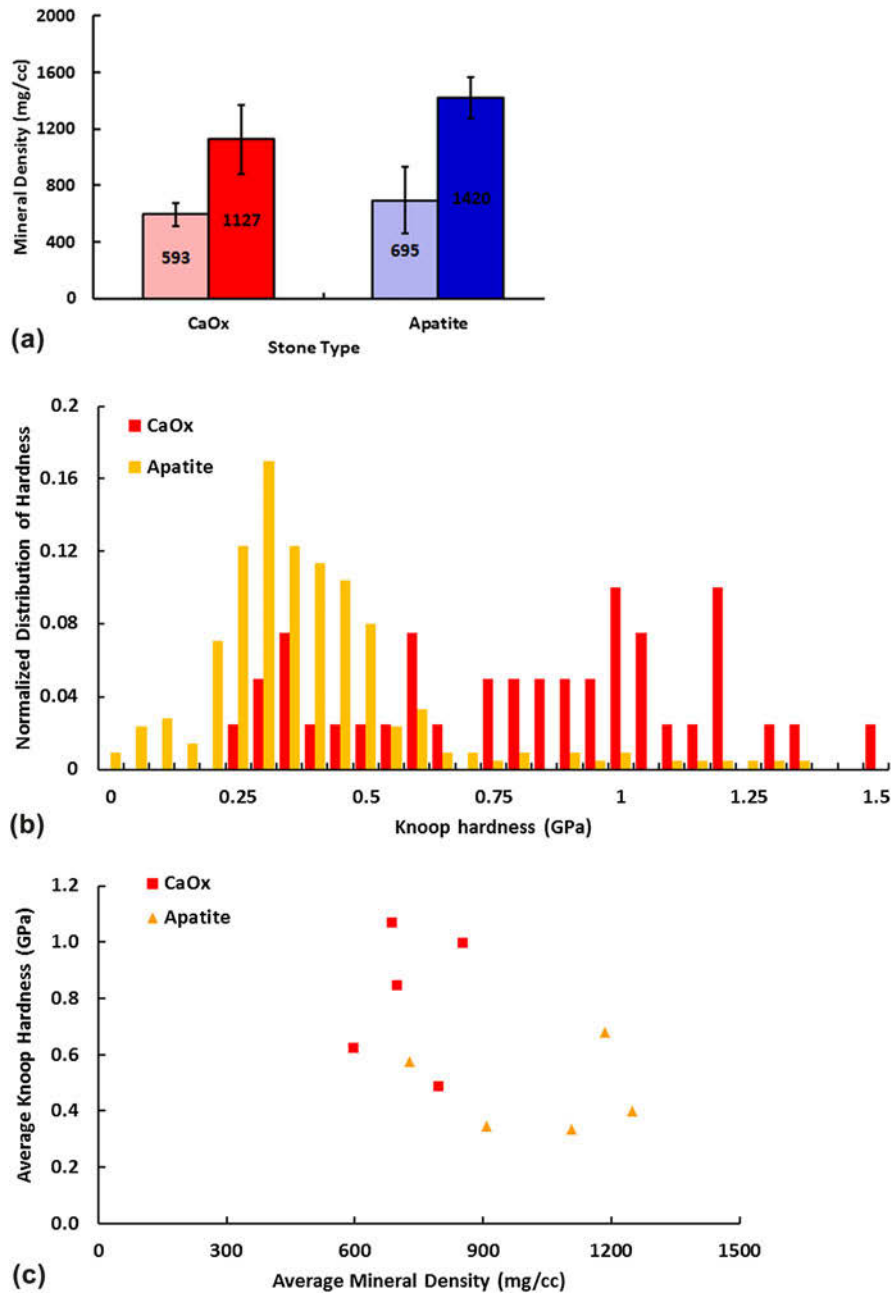 Mineral Density (mg/cc)
2000
1600
1200
800
400
0
593
1127
695
1420
CaOx
Apatite
Stone Type
(a)
Normalized Distribution of Hardness
0.2
0.16
0.12
0.08
0.04
0
CaOx
Apatite
0
0.25
0.5
0.75
1
1.25
1.5
Knoop hardness (GPa)
(b)
Average Knoop Hardness (GPa)
1.2
1.0
0.8
0.6
0.4
0.2
0.0
CaOx
Apatite
0
300
600
900
1200
1500
Average Mineral Density (mg/cc)
(c)